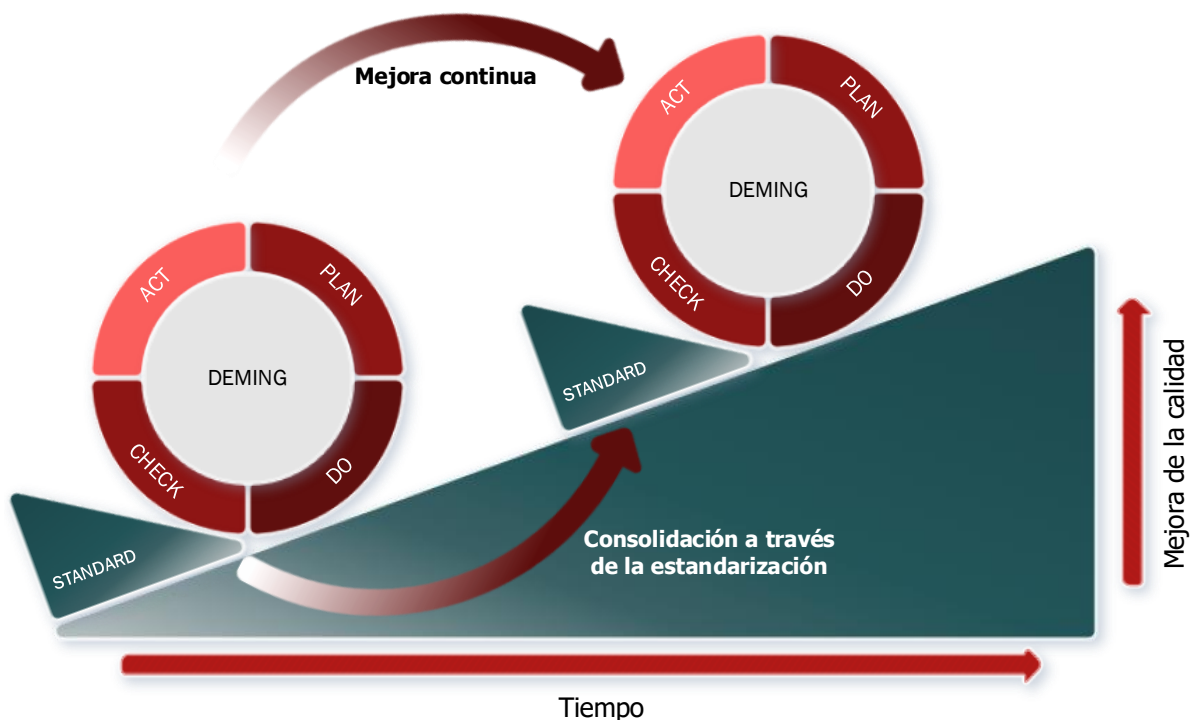 Mejora continua
ACT
PLAN
DEMING
CHECK
DO
STANDARD
ACT
PLAN
DEMING
CHECK
DO
STANDARD
Consolidación a través
de la estandarización
Mejora de la calidad
Tiempo